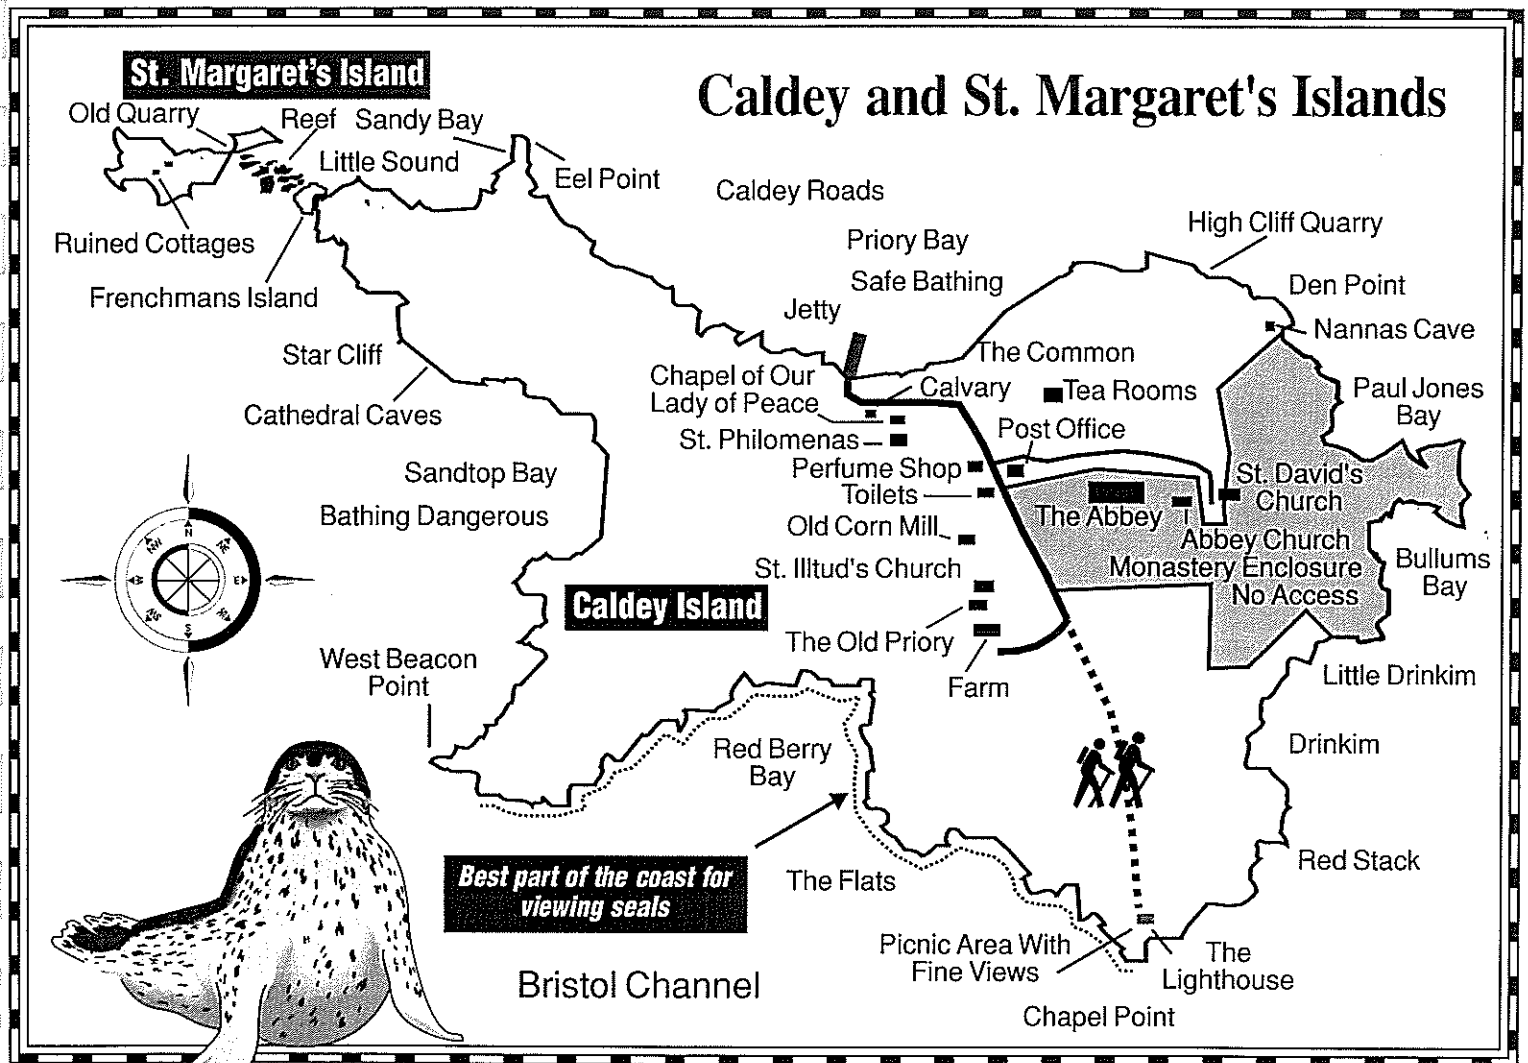 St. Margaret's Island
Caldey and St. Margaret's Islands
Old Quarry
Reef
Sandy Bay
Little Sound
Eel Point
Caldey Roads
Ruined Cottages
Frenchmans Island
Priory Bay
Safe Bathing
High Cliff Quarry
Den Point
Jetty
Nannas Cave
Star Cliff
The Common
Cathedral Caves
Chapel of Our
Lady of Peace
Calvary
Tea Rooms
Paul Jones
Bay
St. Philomenas
Post Office
Sandtop Bay
Perfume Shop
Toilets
St. David's
Church
Bathing Dangerous
The Abbey
Old Corn Mill
Abbey Church
Monastery Enclosure
No Access
Bullums
Bay
St. Illtud's Church
N
NE
E
S
NW
Caldey Island
The Old Priory
West Beacon
Point
Farm
Little Drinkim
Red Berry
Bay
Drinkim
Best part of the coast for
viewing seals
The Flats
Red Stack
Picnic Area With
Fine Views
The
Lighthouse
Bristol Channel
Chapel Point